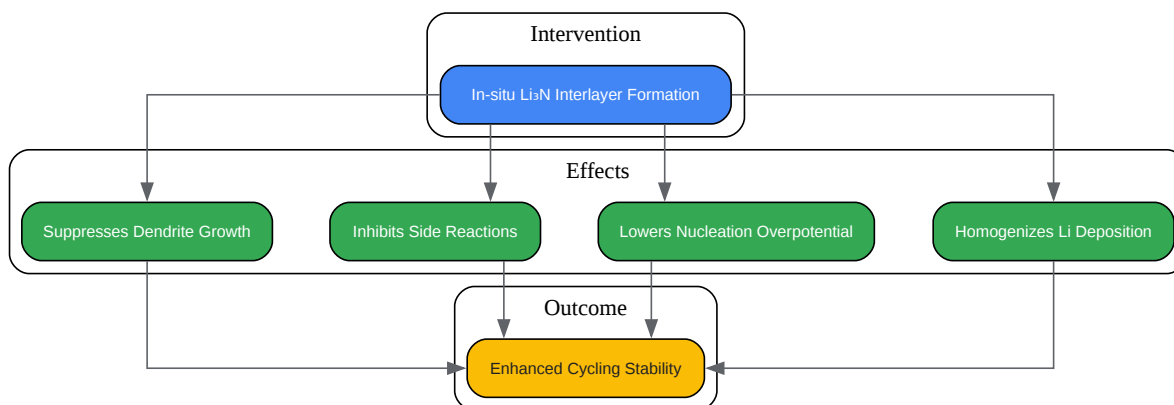 Intervention
In-situ Li₃N Interlayer Formation
Effects
Suppresses Dendrite Growth
Inhibits Side Reactions
Lowers Nucleation Overpotential
Homogenizes Li Deposition
Outcome
Enhanced Cycling Stability